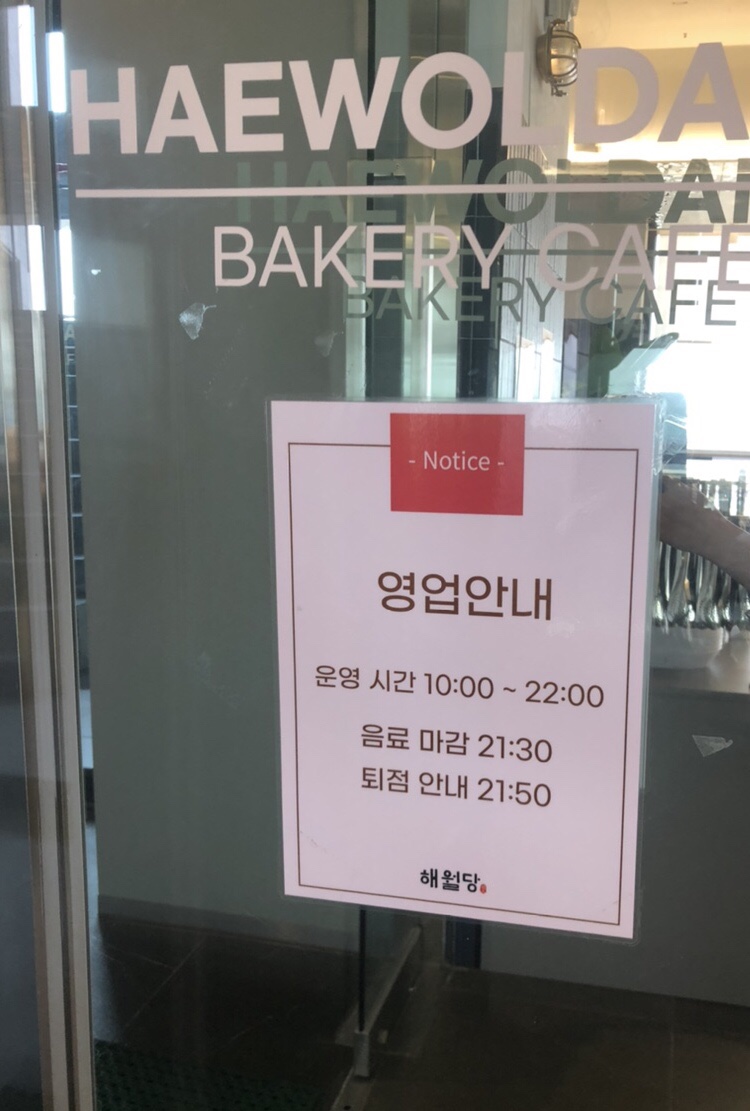 HAEWOLDA
BAKERY CAFE
- Notice -
영업안내
운영 시간 10:00 ~ 22:00
음료 마감 21:30
퇴점 안내 21:50
해월당